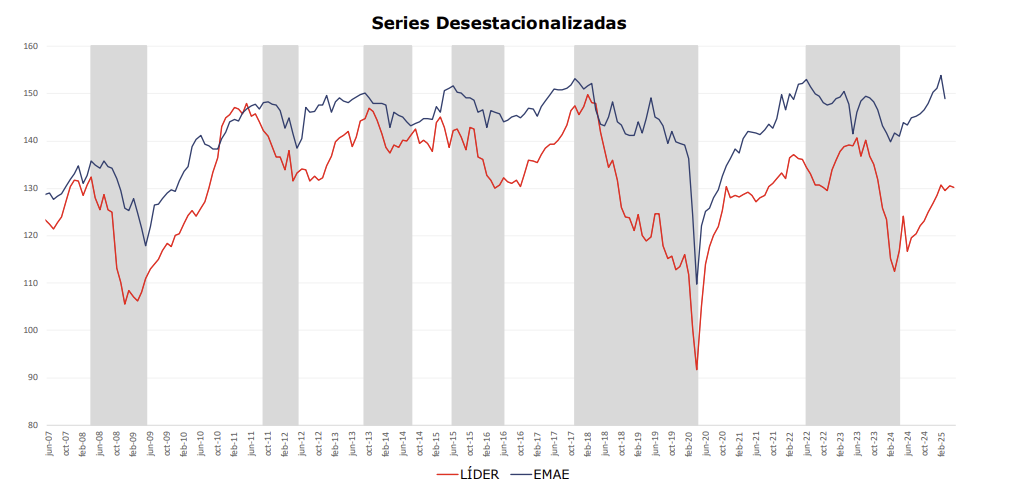 Series Desestacionalizadas
160
150
140
130
120
110
100
90
80
jun-07
oct-07
feb-08
jun-08
oct-08
feb-09
jun-09
oct-09
feb-10
jun-10
oct-10
feb-11
jun-11
oct-11
feb-12
jun-12
oct-12
feb-13
jun-13
oct-13
feb-14
jun-14
oct-14
feb-15
jun-15
oct-15
feb-16
jun-16
oct-16
feb-17
jun-17
oct-17
feb-18
jun-18
oct-18
feb-19
jun-19
oct-19
feb-20
jun-20
oct-20
feb-21
jun-21
oct-21
feb-22
jun-22
oct-22
feb-23
jun-23
oct-23
feb-24
jun-24
oct-24
feb-25
LÍDER EMAE